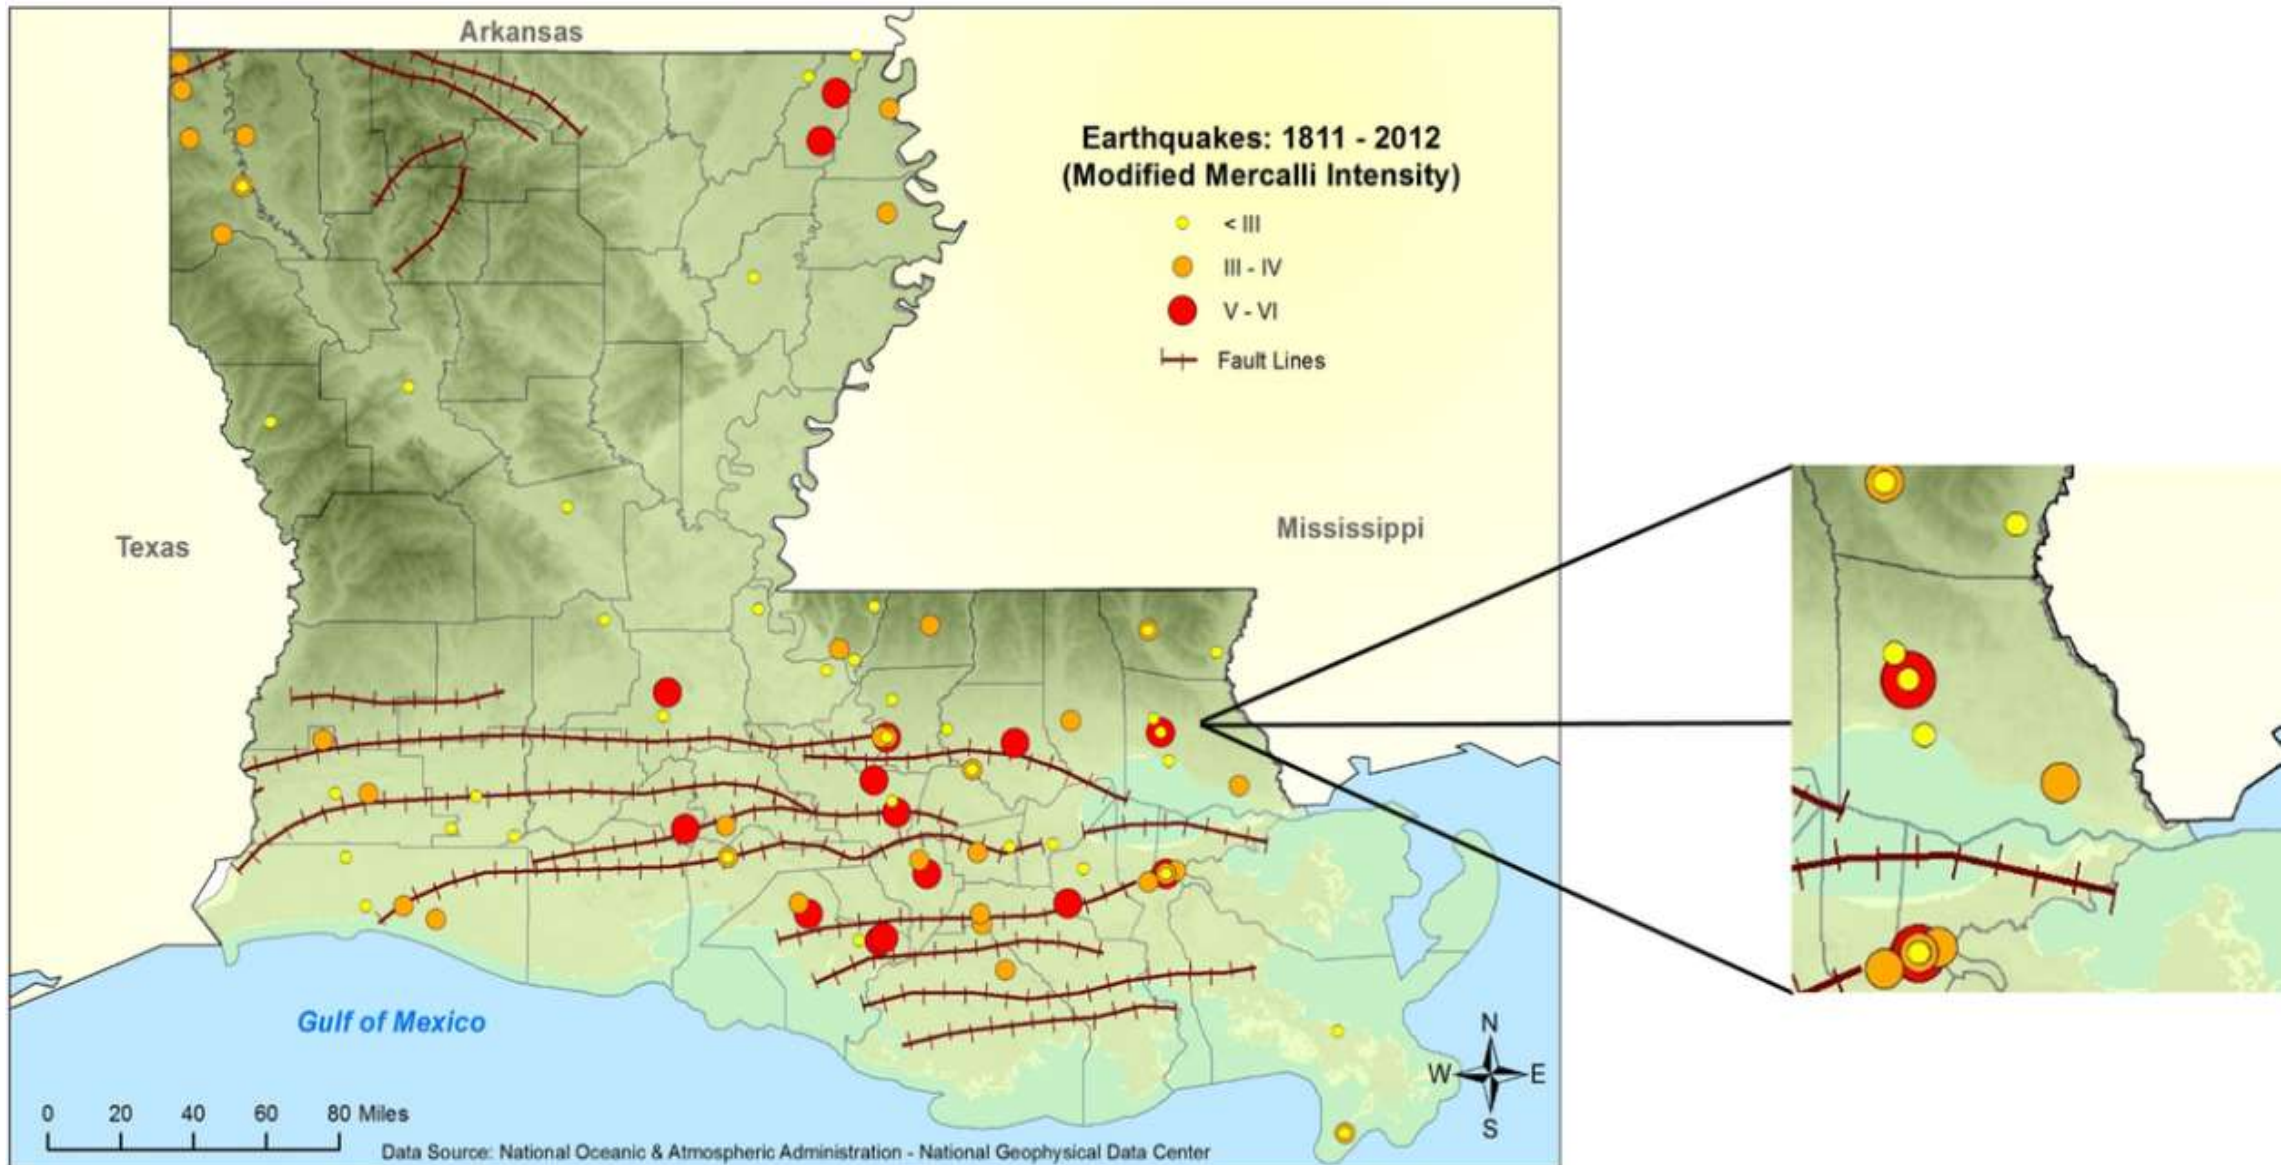 Arkansas
Earthquakes: 1811 - 2012
(Modified Mercalli Intensity)
< III
III - IV
V - VI
Fault Lines
Texas
Mississippi
Gulf of Mexico
N
W E
S
0 20 40 60 80 Miles
Data Source: National Oceanic & Atmospheric Administration - National Geophysical Data Center